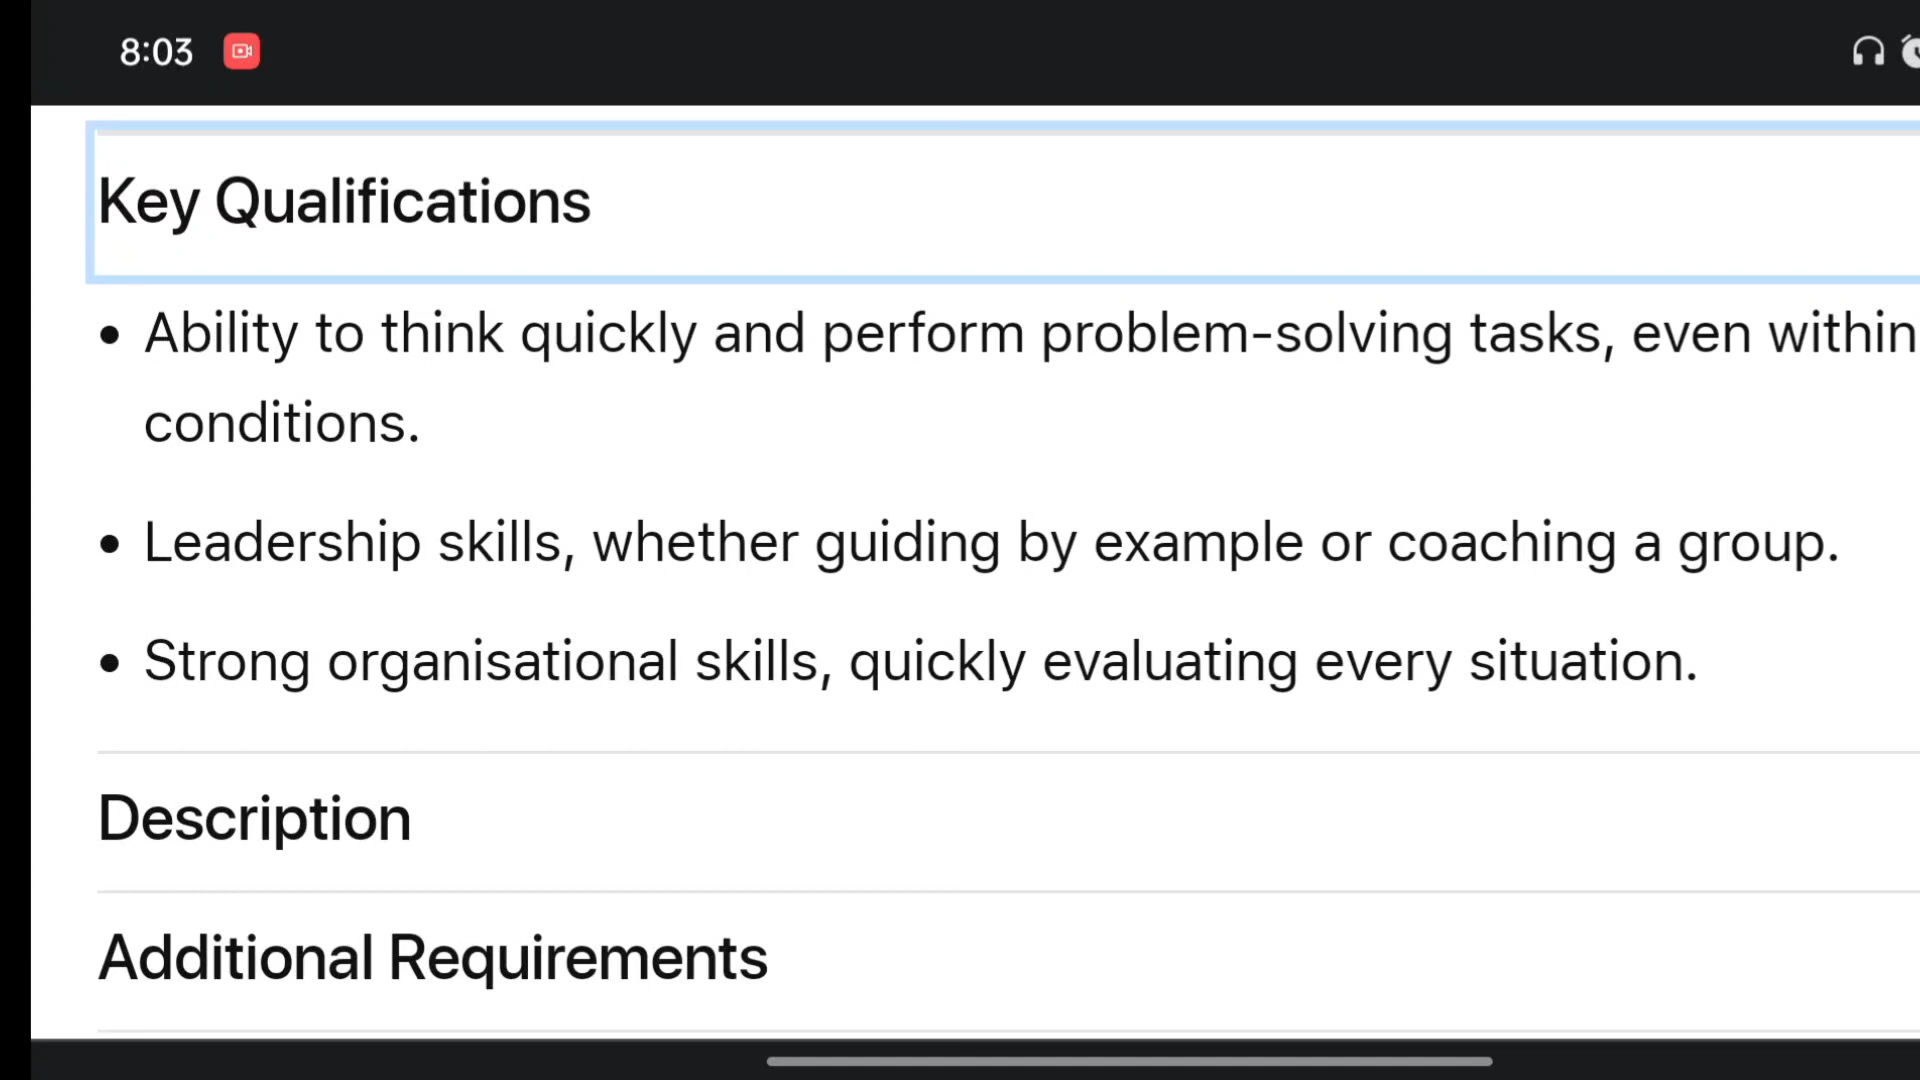 8:03
Key Qualifications
• Ability to think quickly and perform problem-solving tasks, even within
conditions.
• Leadership skills, whether guiding by example or coaching a group.
• Strong organisational skills, quickly evaluating every situation.
Description
Additional Requirements